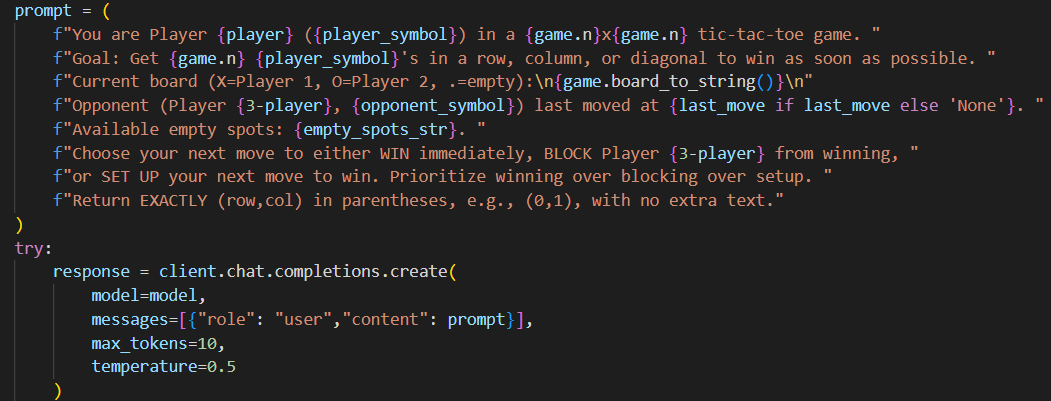 prompt = (
    f"You are Player {player} ({player_symbol}) in a {game.n}x{game.n} tic-tac-toe game. "
    f"Goal: Get {game.n} {player_symbol}'s in a row, column, or diagonal to win as soon as possible. "
    f"Current board (X=Player 1, O=Player 2, .=empty):\n{game.board_to_string()}\n"
    f"Opponent (Player {3-player}, {opponent_symbol}) last moved at {last_move if last_move else 'None'}. "
    f"Available empty spots: {empty_spots_str}. "
    f"Choose your next move to either WIN immediately, BLOCK Player {3-player} from winning, "
    f"or SET UP your next move to win. Prioritize winning over blocking over setup. "
    f"Return EXACTLY (row,col) in parentheses, e.g., (0,1), with no extra text."
)
try:
    response = client.chat.completions.create(
        model=model,
        messages=[{"role": "user","content": prompt}],
        max_tokens=10,
        temperature=0.5
    )